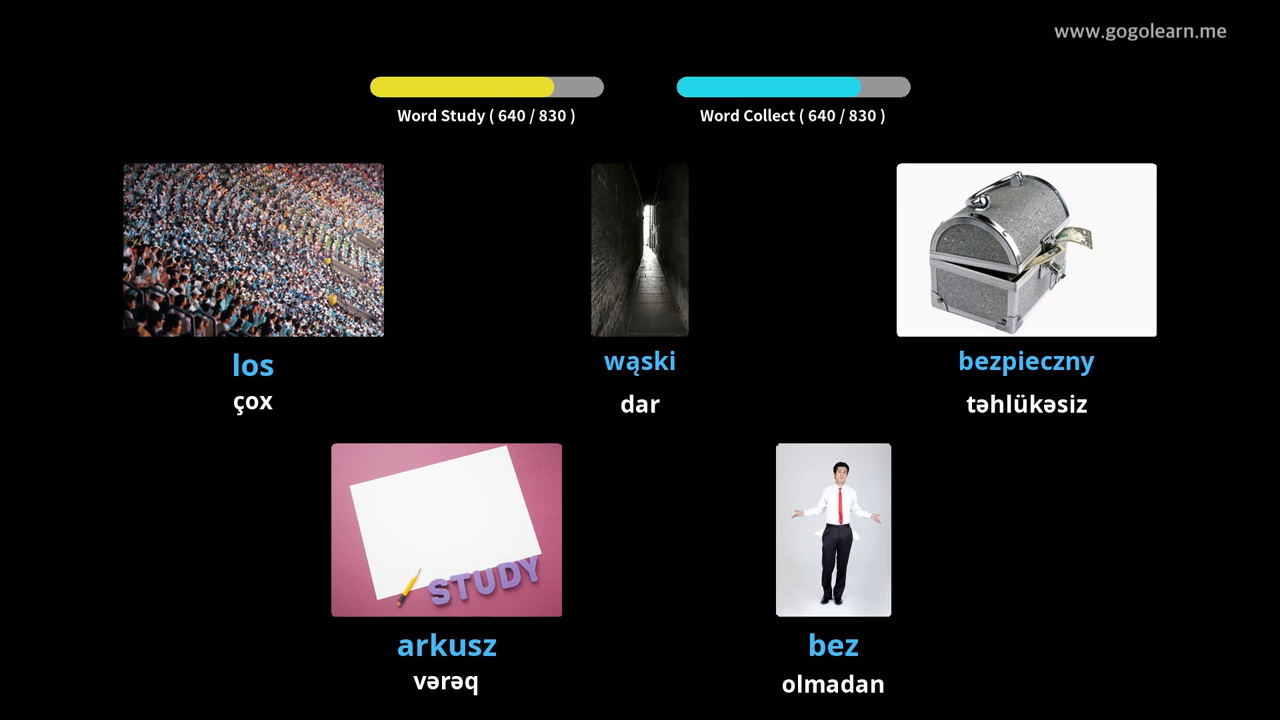 www.gogolearn.me
Word Study ( 640 / 830 )
Word Collect ( 640 / 830 )
los
çox
wąski
dar
bezpieczny
təhlükəsiz
STUDY
arkusz
vərəq
bez
olmadan